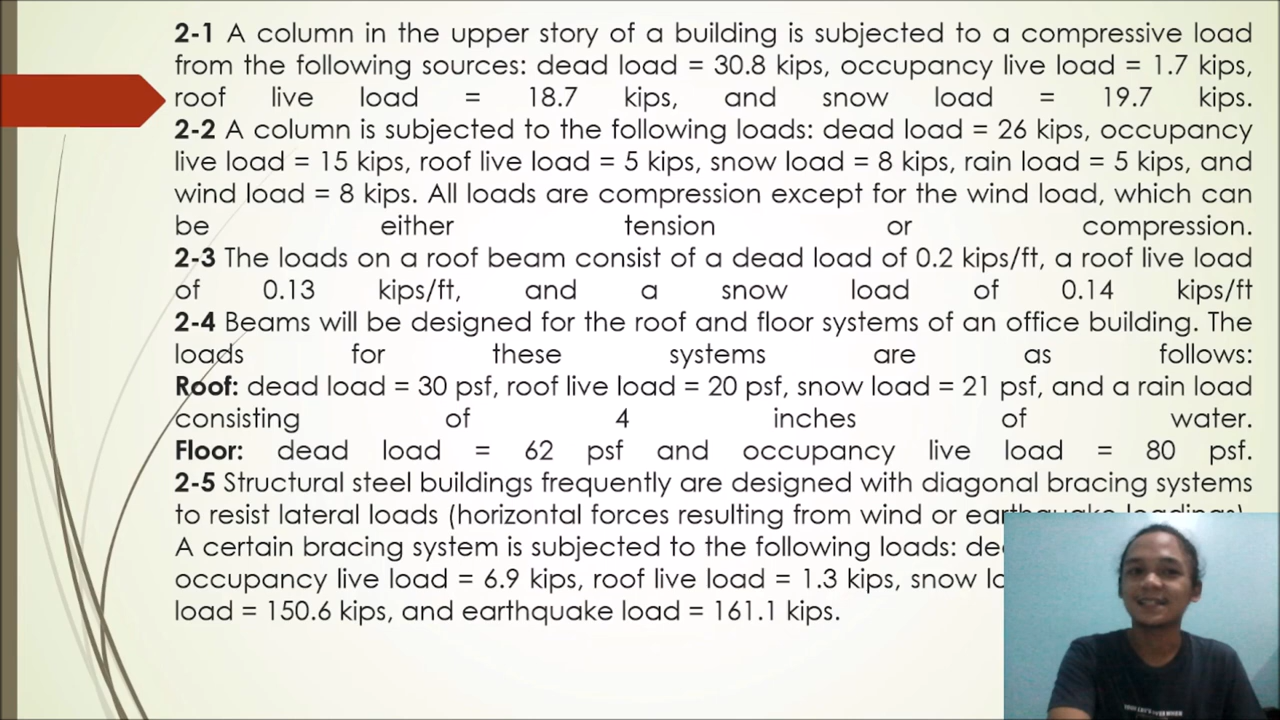 2-1 A column in the upper story of a building is subjected to a compressive load
from the following sources: dead load = 30.8 kips, occupancy live load = 1.7 kips,
roof live load = 18.7 kips, and snow load = 19.7 kips.
2-2 A column is subjected to the following loads: dead load = 26 kips, occupancy
live load = 15 kips, roof live load = 5 kips, snow load = 8 kips, rain load = 5 kips, and
wind load = 8 kips. All loads are compression except for the wind load, which can
be either tension or compression.
2-3 The loads on a roof beam consist of a dead load of 0.2 kips/ft, a roof live load
of 0.13 kips/ft, and a snow load of 0.14 kips/ft
2-4 Beams will be designed for the roof and floor systems of an office building. The
loads for these systems are as follows:
Roof: dead load = 30 psf, roof live load = 20 psf, snow load = 21 psf, and a rain load
consisting of 4 inches of water.
Floor: dead load = 62 psf and occupancy live load = 80 psf.
2-5 Structural steel buildings frequently are designed with diagonal bracing systems
to resist lateral loads (horizontal forces resulting from wind or earthquake loadings).
A certain bracing system is subjected to the following loads:
occupancy live load = 6.9 kips, roof live load = 1.3 kips, snow
load = 150.6 kips, and earthquake load = 161.1 kips.